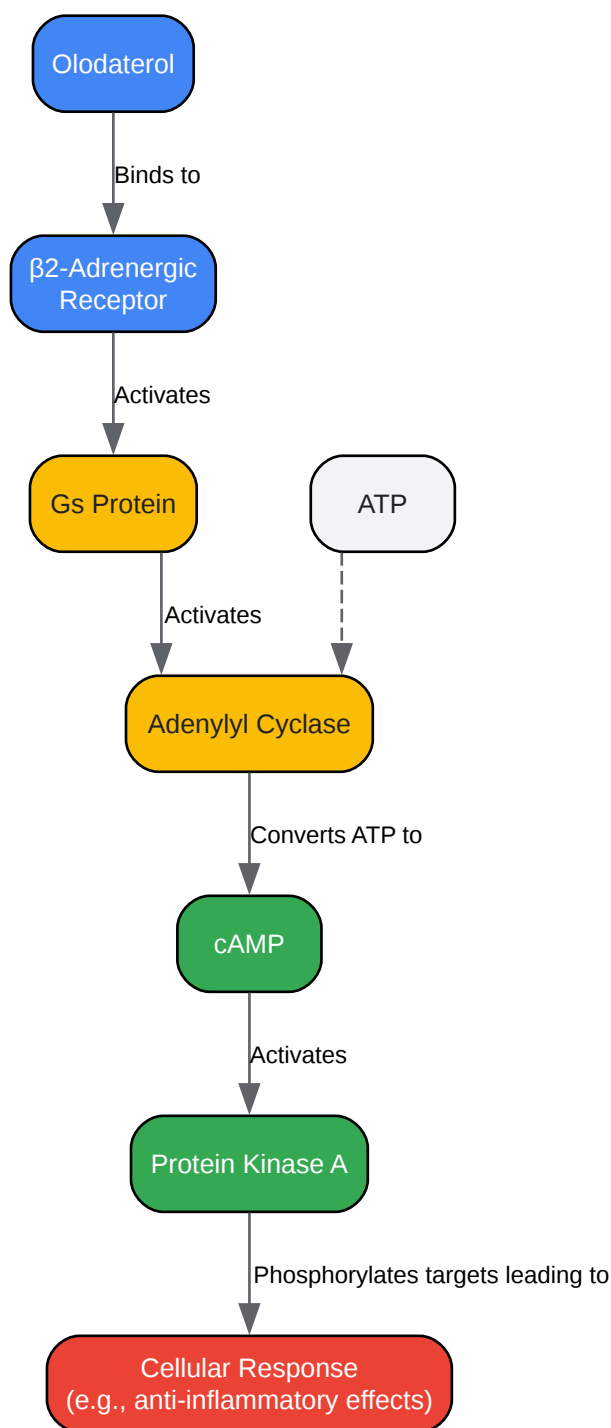 Olodaterol
Binds to
β2-Adrenergic
Receptor
Activates
Gs Protein
ATP
Activates
Adenylyl Cyclase
Converts ATP to
cAMP
Activates
Protein Kinase A
Phosphorylates targets leading to
Cellular Response
(e.g., anti-inflammatory effects)